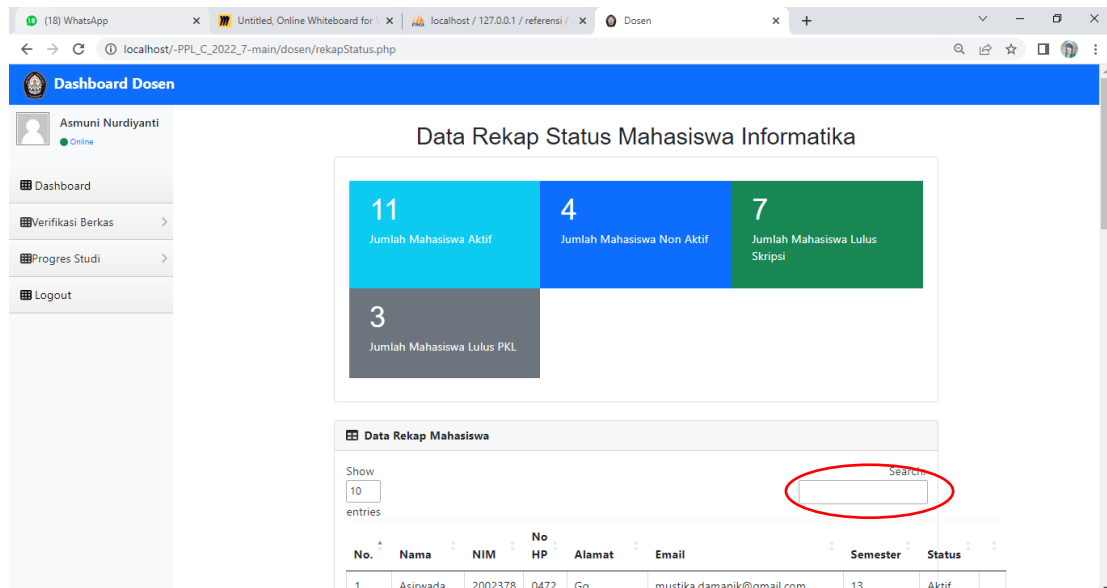 (18) WhatsApp
Untitled, Online Whiteboard for
localhost / 127.0.0.1 / referensi /
Dosen
localhost/-PPL_C_2022_7-main/dosen/rekapStatus.php
Dashboard Dosen
Asmuni Nurdiyanti
Online
Dashboard
Verifikasi Berkas
Progres Studi
Logout
Data Rekap Status Mahasiswa Informatika
11
Jumlah Mahasiswa Aktif
4
Jumlah Mahasiswa Non Aktif
7
Jumlah Mahasiswa Lulus
Skripsi
3
Jumlah Mahasiswa Lulus PKL
Data Rekap Mahasiswa
Show
10
entries
Search:
No. Nama NIM No HP Alamat Email Semester Status
1 Asirwada 2002378 0472 Gg. mustika.damanik@gmail.com 13 Aktif